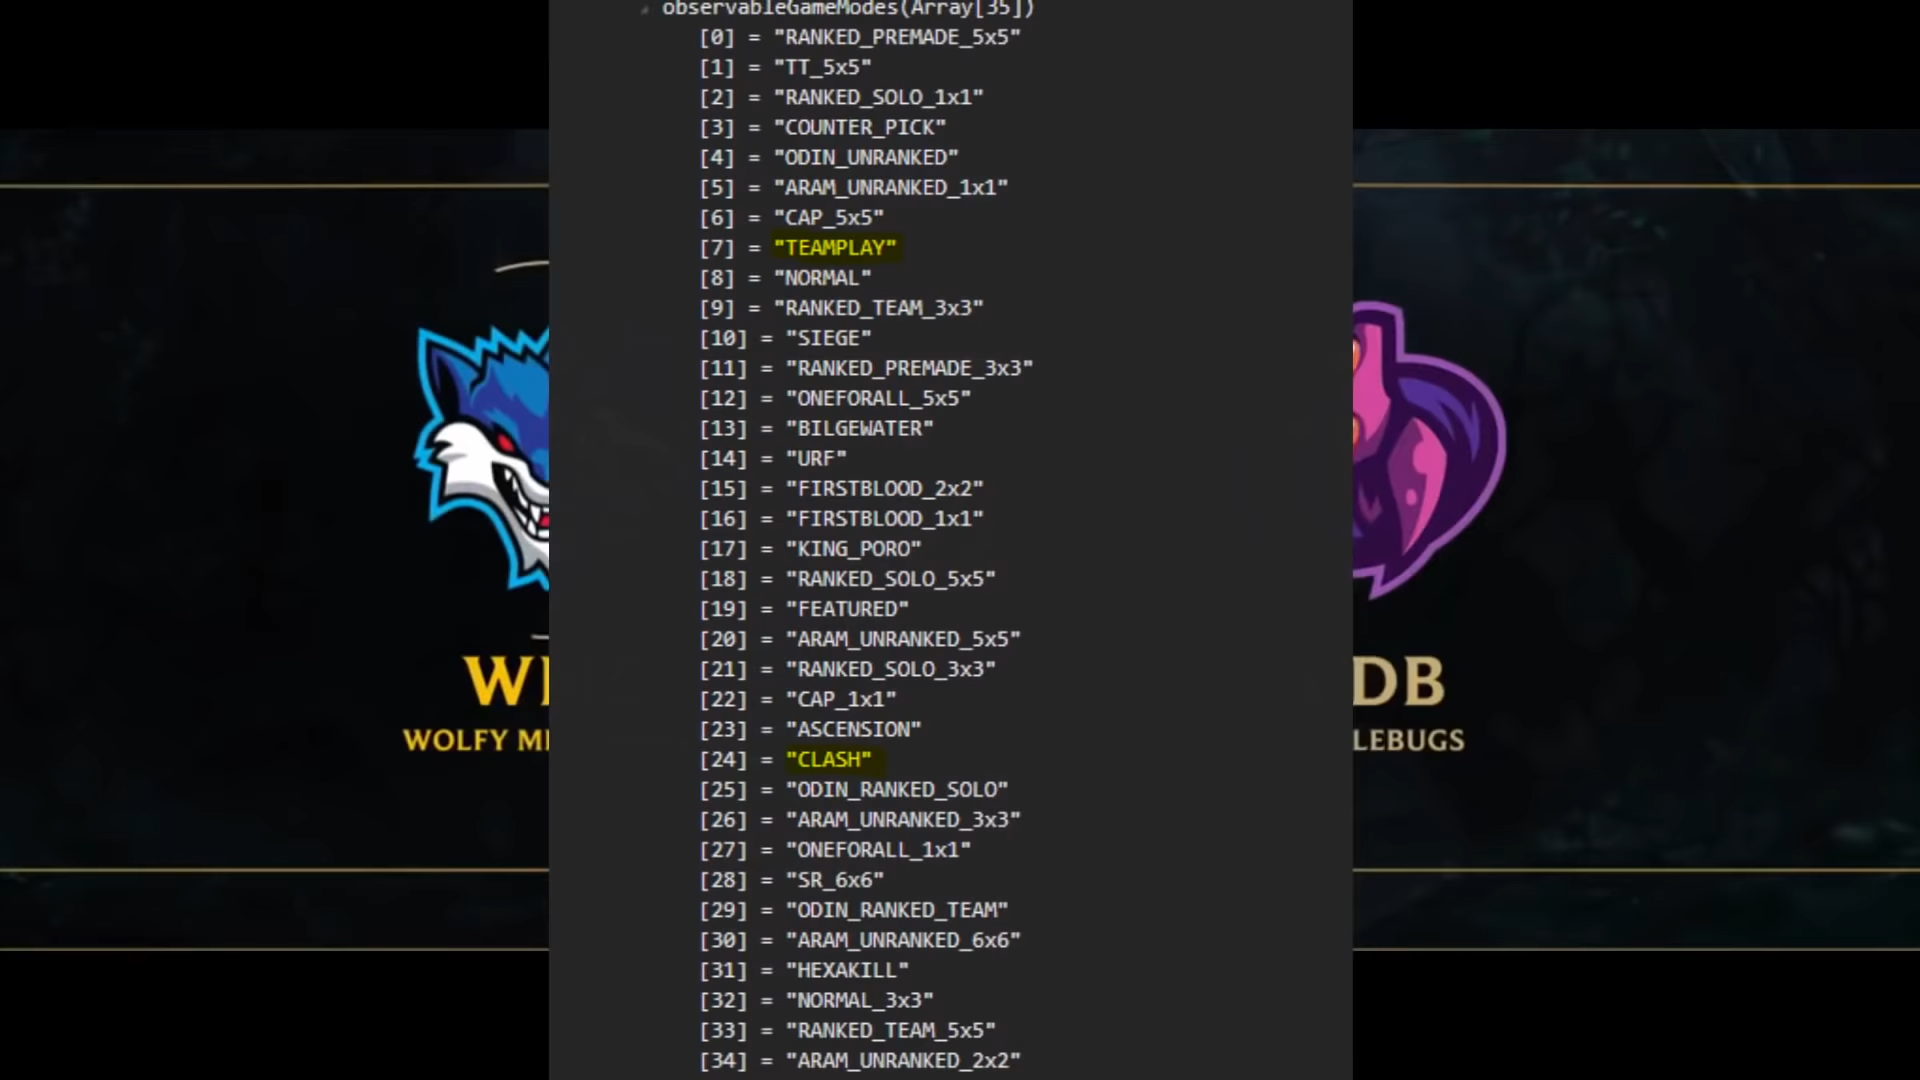 observableGameModes(Array[35])
[0] = "RANKED_PREMADE_5x5"
[1] = "TT_5x5"
[2] = "RANKED_SOLO_1x1"
[3] = "COUNTER_PICK"
[4] = "ODIN_UNRANKED"
[5] = "ARAM_UNRANKED_1x1"
[6] = "CAP_5x5"
[7] = "TEAMPLAY"
[8] = "NORMAL"
[9] = "RANKED_TEAM_3x3"
[10] = "SIEGE"
[11] = "RANKED_PREMADE_3x3"
[12] = "ONEFORALL_5x5"
[13] = "BILGEWATER"
[14] = "URF"
[15] = "FIRSTBLOOD_2x2"
[16] = "FIRSTBLOOD_1x1"
[17] = "KING_PORO"
[18] = "RANKED_SOLO_5x5"
[19] = "FEATURED"
[20] = "ARAM_UNRANKED_5x5"
[21] = "RANKED_SOLO_3x3"
[22] = "CAP_1x1"
[23] = "ASCENSION"
[24] = "CLASH"
[25] = "ODIN_RANKED_SOLO"
[26] = "ARAM_UNRANKED_3x3"
[27] = "ONEFORALL_1x1"
[28] = "SR_6x6"
[29] = "ODIN_RANKED_TEAM"
[30] = "ARAM_UNRANKED_6x6"
[31] = "HEXAKILL"
[32] = "NORMAL_3x3"
[33] = "RANKED_TEAM_5x5"
[34] = "ARAM_UNRANKED_2x2"
WOLFY
DB
LEBUGS